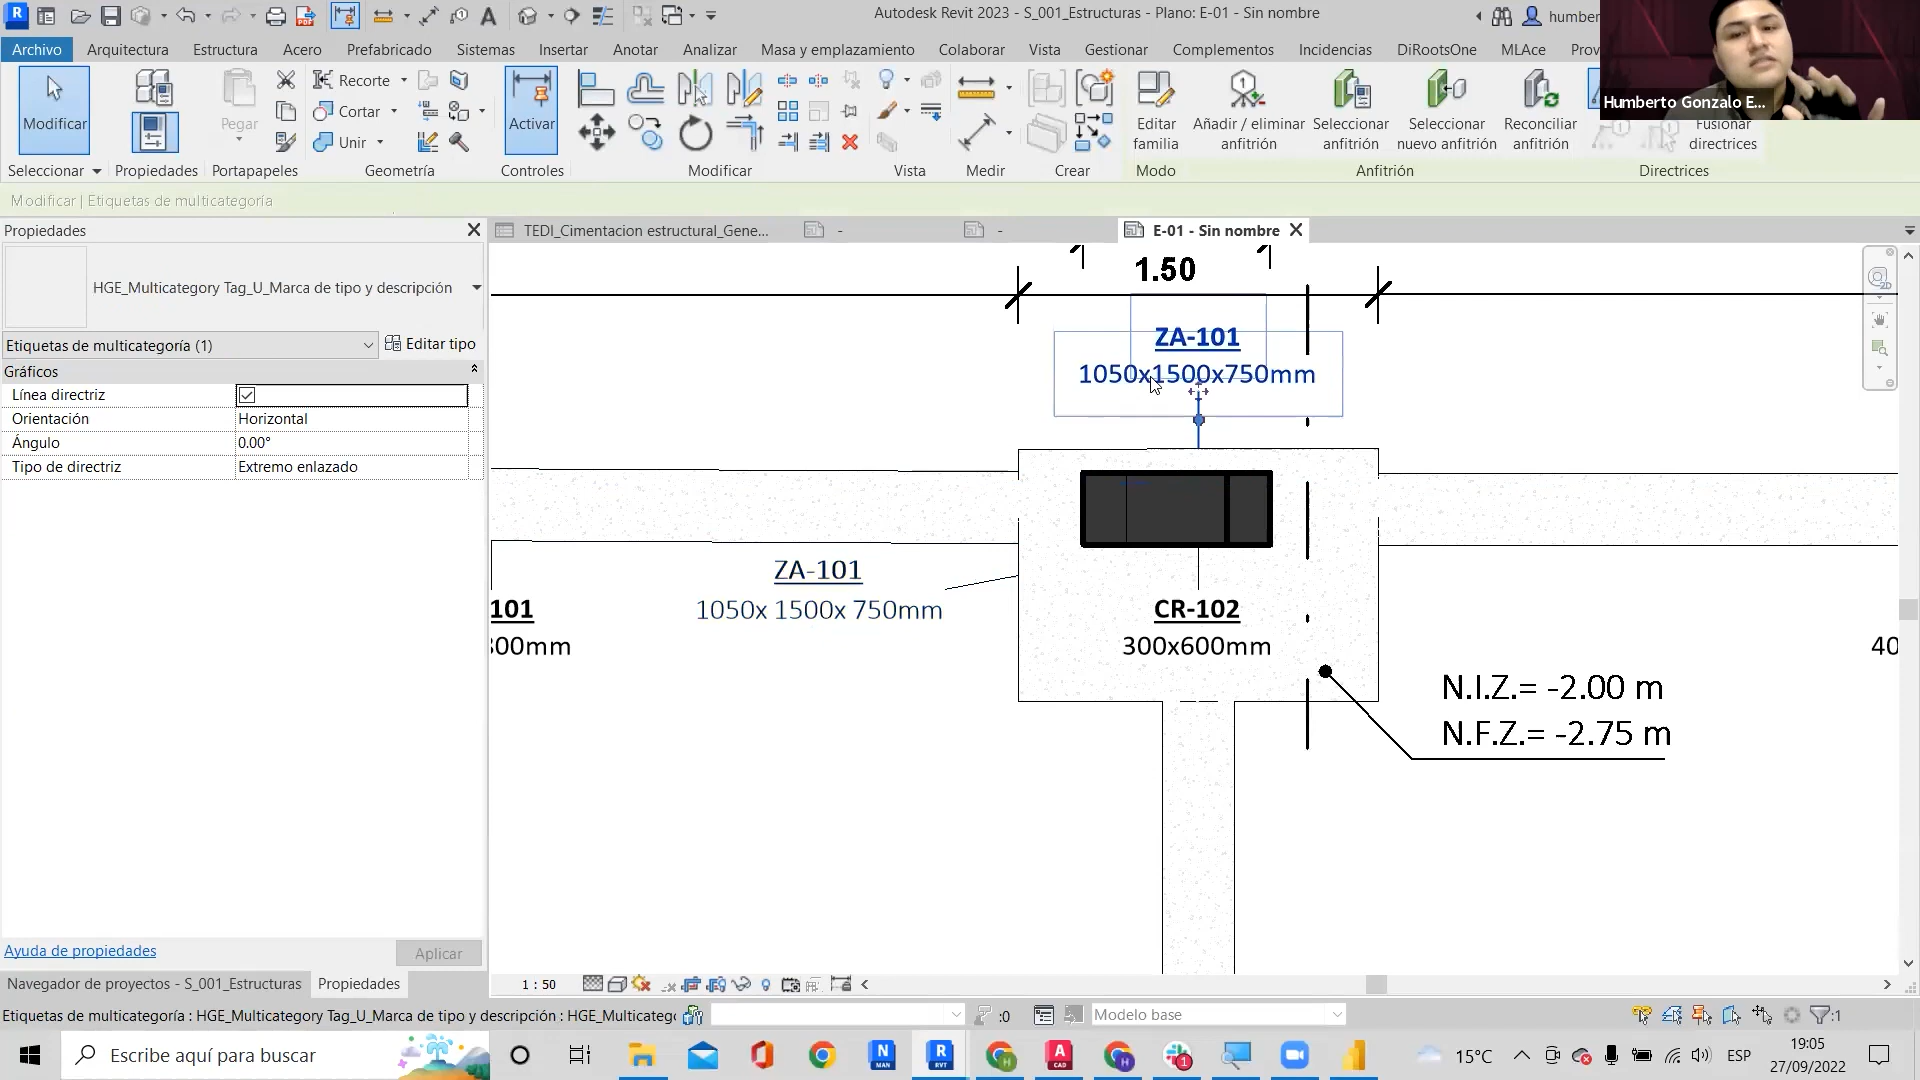 Autodesk Revit 2023 - S_001_Estructuras - Plano: E-01 - Sin nombre
humber
Archivo Arquitectura Estructura Acero Prefabricado Sistemas Insertar Anotar Analizar Masa y emplazamiento Colaborar Vista Gestionar Complementos Incidencias DiRootsOne MLAce Prov
Humberto Gonzalo E...
Recorte
Cortar
Unir
Modificar
Pegar
Activar
Editar familia
Añadir / eliminar anfitrión
Seleccionar anfitrión
Seleccionar nuevo anfitrión
Reconciliar anfitrión
Fusionar directrices
Seleccionar Propiedades Portapapeles Geometría Controles Modificar Vista Medir Crear Modo Anfitrión Directrices
Modificar | Etiquetas de multicategoría
Propiedades
TEDI_Cimentacion estructural_Gene...
-
-
E-01 - Sin nombre
HGE_Multicategory Tag_U_Marca de tipo y descripción
Etiquetas de multicategoría (1)
Editar tipo
Gráficos
Línea directriz
Orientación Horizontal
Ángulo 0.00°
Tipo de directriz Extremo enlazado
1.50
ZA-101
1050x1500x750mm
ZA-101
1050x 1500x 750mm
101
300mm
CR-102
300x600mm
40
N.I.Z.= -2.00 m
N.F.Z.= -2.75 m
Ayuda de propiedades
Aplicar
Navegador de proyectos - S_001_Estructuras
Propiedades
1 : 50
Etiquetas de multicategoría : HGE_Multicategory Tag_U_Marca de tipo y descripción : HGE_Multicateg
:0
Modelo base
:1
Escribe aquí para buscar
15°C
ESP
19:05
27/09/2022